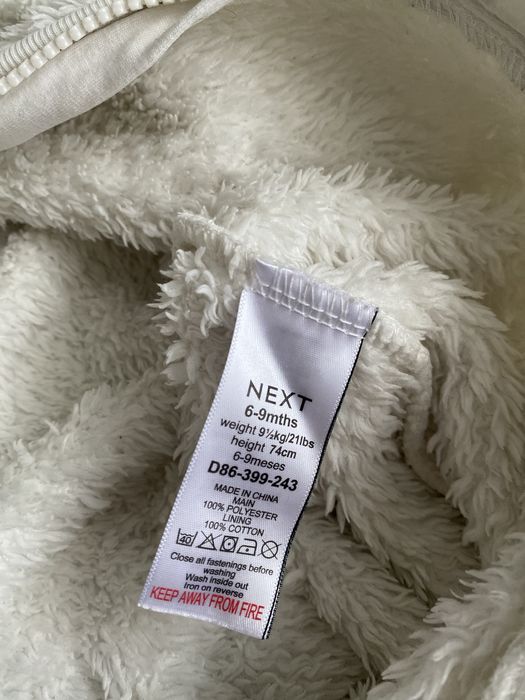 NEXT
6-9mths
weight 9½kg/21lbs
height 74cm
6-9meses
D86-399-243
MADE IN CHINA
MAIN
100% POLYESTER
LINING
100% COTTON
40
Close all fastenings before
washing
Wash inside out
Iron on reverse
KEEP AWAY FROM FIRE